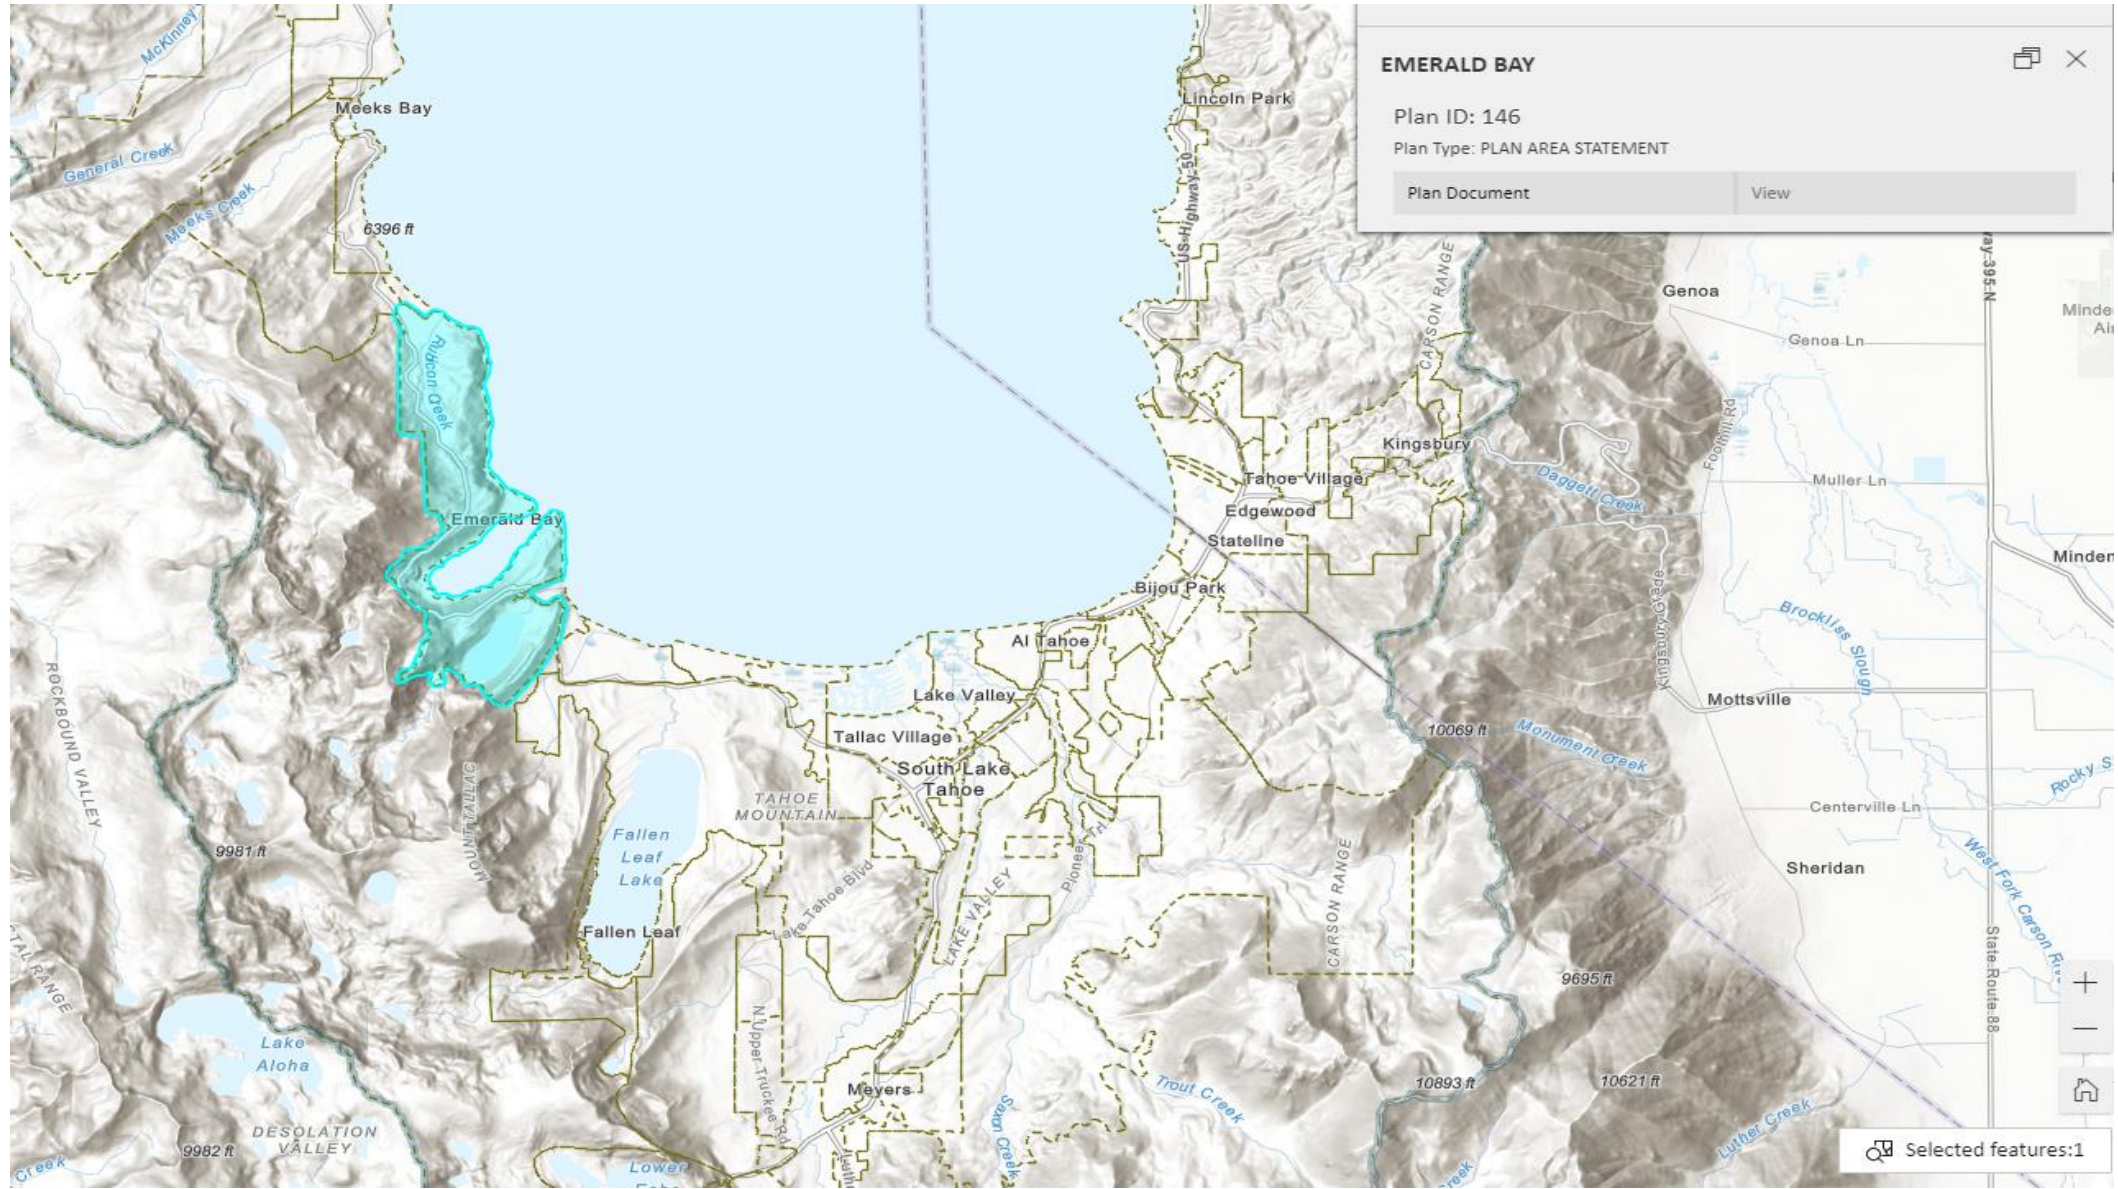 EMERALD BAY
Plan ID: 146
Plan Type: PLAN AREA STATEMENT
Plan Document
View
McKinney
Meeks Bay
Lincoln Park
General Creek
Meeks Creek
US Highway 50
6396 ft
CARSON RANGE
Genoa
Minde
Genoa Ln
Rubicon Creek
Foothill Rd
Kingsbury
Daggett Creek
Muller Ln
Tahoe Village
Edgewood
Emerald Bay
Stateline
Minden
Bijou Park
Kingsbury Grade
Brockliss Slough
Al Tahoe
ROCKBOUND VALLEY
Lake Valley
Mottsville
10069 ft
Monument Creek
Tallac Village
South Lake
Tahoe
TAHOE
MOUNTAIN
MOUNT TALLAC
Rocky S
Centerville Ln
Fallen
Leaf
Lake
9981 ft
Pioneer Trl
Lake Tahoe Blvd
Sheridan
West Fork Carson Riv
LAKE VALLEY
CARSON RANGE
Fallen Leaf
TAL RANGE
9695 ft
State Route 88
Lake
Aloha
N Upper Truckee Rd
Meyers
Saxon Creek
Trout Creek
10893 ft
10621 ft
Luther Creek
DESOLATION
VALLEY
9982 ft
Creek
Lower
Creek
Selected features:1